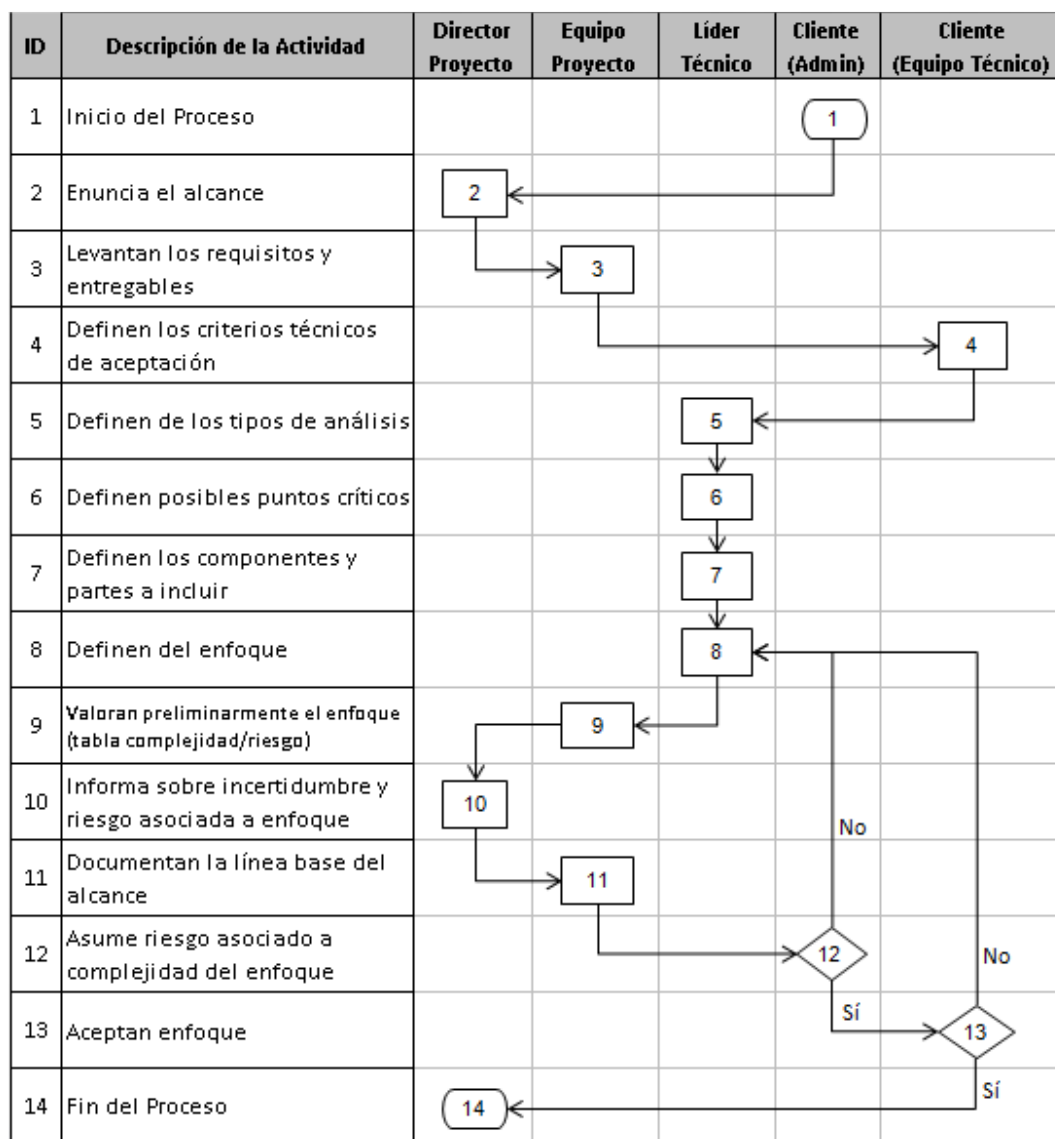 ID
Descripción de la Actividad
Director
Proyecto
Equipo
Proyecto
Líder
Técnico
Cliente
(Admin)
Cliente
(Equipo Técnico)
1
Inicio del Proceso
1
2
Enuncia el alcance
2
3
Levantan los requisitos y
entregables
3
4
Definen los criterios técnicos
de aceptación
4
5
Definen de los tipos de análisis
5
6
Definen posibles puntos críticos
6
7
Definen los componentes y
partes a incluir
7
8
Definen del enfoque
8
9
Valoran preliminarmente el enfoque
(tabla complejidad/riesgo)
9
10
Informa sobre incertidumbre y
riesgo asociada a enfoque
10
No
11
Documentan la línea base del
alcance
11
12
Asume riesgo asociado a
complejidad del enfoque
12
No
13
Aceptan enfoque
Sí
13
14
Fin del Proceso
14
Sí